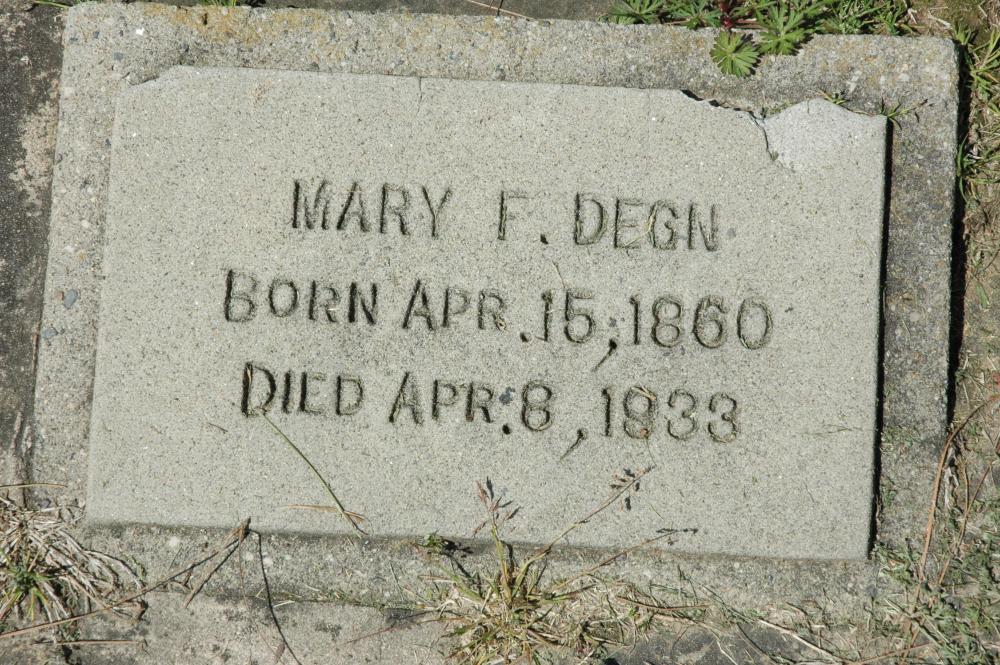 MARY F. DEGN
BORN APR. 15, 1860
DIED APR. 8, 1933